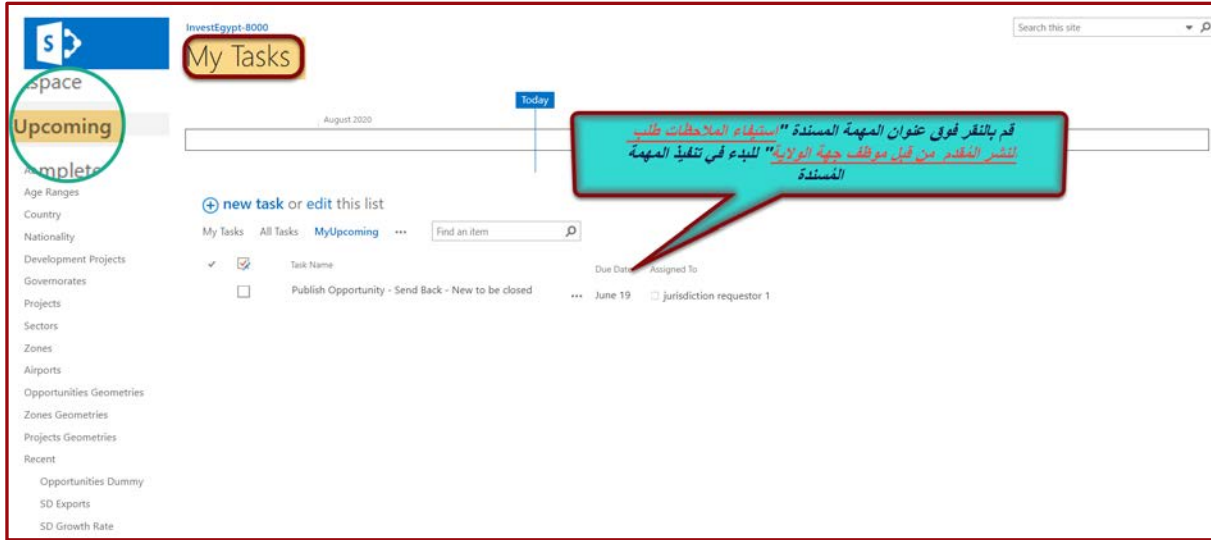 InvestEgypt-8000
My Tasks
Search this site
space
Upcoming
mplete
Today
August 2020
قم بالنقر فوق عنوان المهمة المسندة "إستيفاء الملاحظات طلب
النشر المُقدم من قبل موظف جهة الولاية" للبدء في تنفيذ المهمة
المُسندة
Age Ranges
Country
Nationality
Development Projects
Governorates
Projects
Sectors
Zones
Airports
Opportunities Geometries
Zones Geometries
Projects Geometries
Recent
Opportunities Dummy
SD Exports
SD Growth Rate
new task or edit this list
My Tasks All Tasks MyUpcoming ••• Find an item
Task Name Due Date Assigned To
Publish Opportunity - Send Back - New to be closed ••• June 19 jurisdiction requestor 1